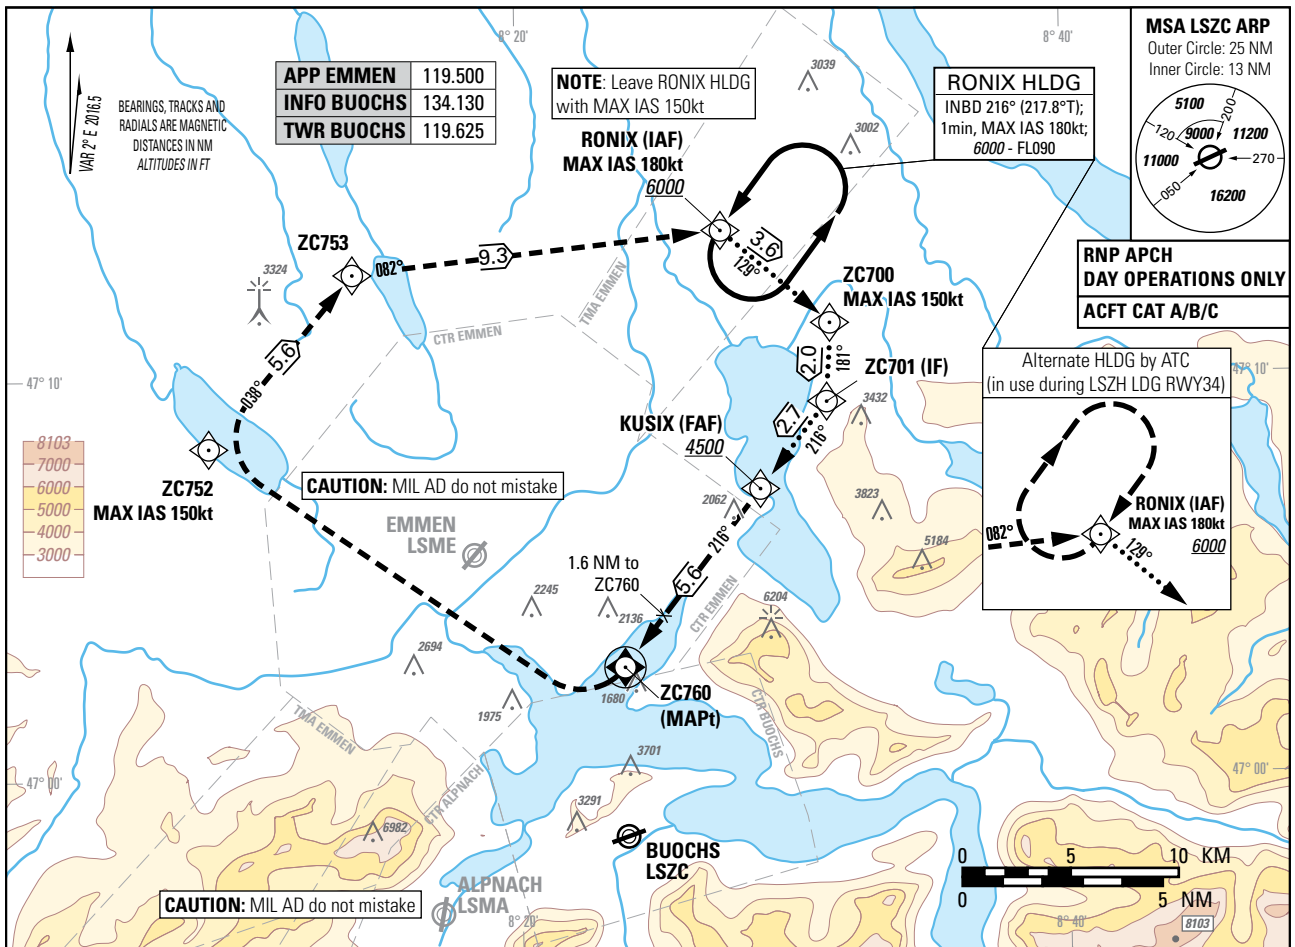 8° 20'
8° 40'
VAR 2° E 2016.5
BEARINGS, TRACKS AND
RADIALS ARE MAGNETIC
DISTANCES IN NM
ALTITUDES IN FT
APP EMMEN 119.500
INFO BUOCHS 134.130
TWR BUOCHS 119.625
NOTE: Leave RONIX HLDG
with MAX IAS 150kt
RONIX (IAF)
MAX IAS 180kt
6000
3039
3002
RONIX HLDG
INBD 216° (217.8°T);
1min, MAX IAS 180kt;
6000 - FL090
MSA LSZC ARP
Outer Circle: 25 NM
Inner Circle: 13 NM
5100
200
120
9000
11200
11000
270
050
16200
RNP APCH
DAY OPERATIONS ONLY
ACFT CAT A/B/C
ZC753
3324
082°
9.3
3.6
129°
TMA EMMEN
CTR EMMEN
ZC700
MAX IAS 150kt
2.0
181°
ZC701 (IF)
3432
5.6
038°
47° 10'
47° 10'
Alternate HLDG by ATC
(in use during LSZH LDG RWY34)
RONIX (IAF)
MAX IAS 180kt
6000
082°
129°
KUSIX (FAF)
4500
2.7
216°
8103
7000
6000
5000
4000
3000
ZC752
MAX IAS 150kt
CAUTION: MIL AD do not mistake
EMMEN
LSME
2062
3823
5184
216°
1.6 NM to
ZC760
5.6
CTR EMMEN
2245
2136
6204
2694
1975
1680
ZC760
(MAPt)
CTR BUOCHS
TMA EMMEN
CTR ALPNACH
3701
3291
47° 00'
47° 00'
6982
BUOCHS
LSZC
ALPNACH
LSMA
CAUTION: MIL AD do not mistake
0 5 10 KM
0 5 NM
8° 20'
8° 40'
8103